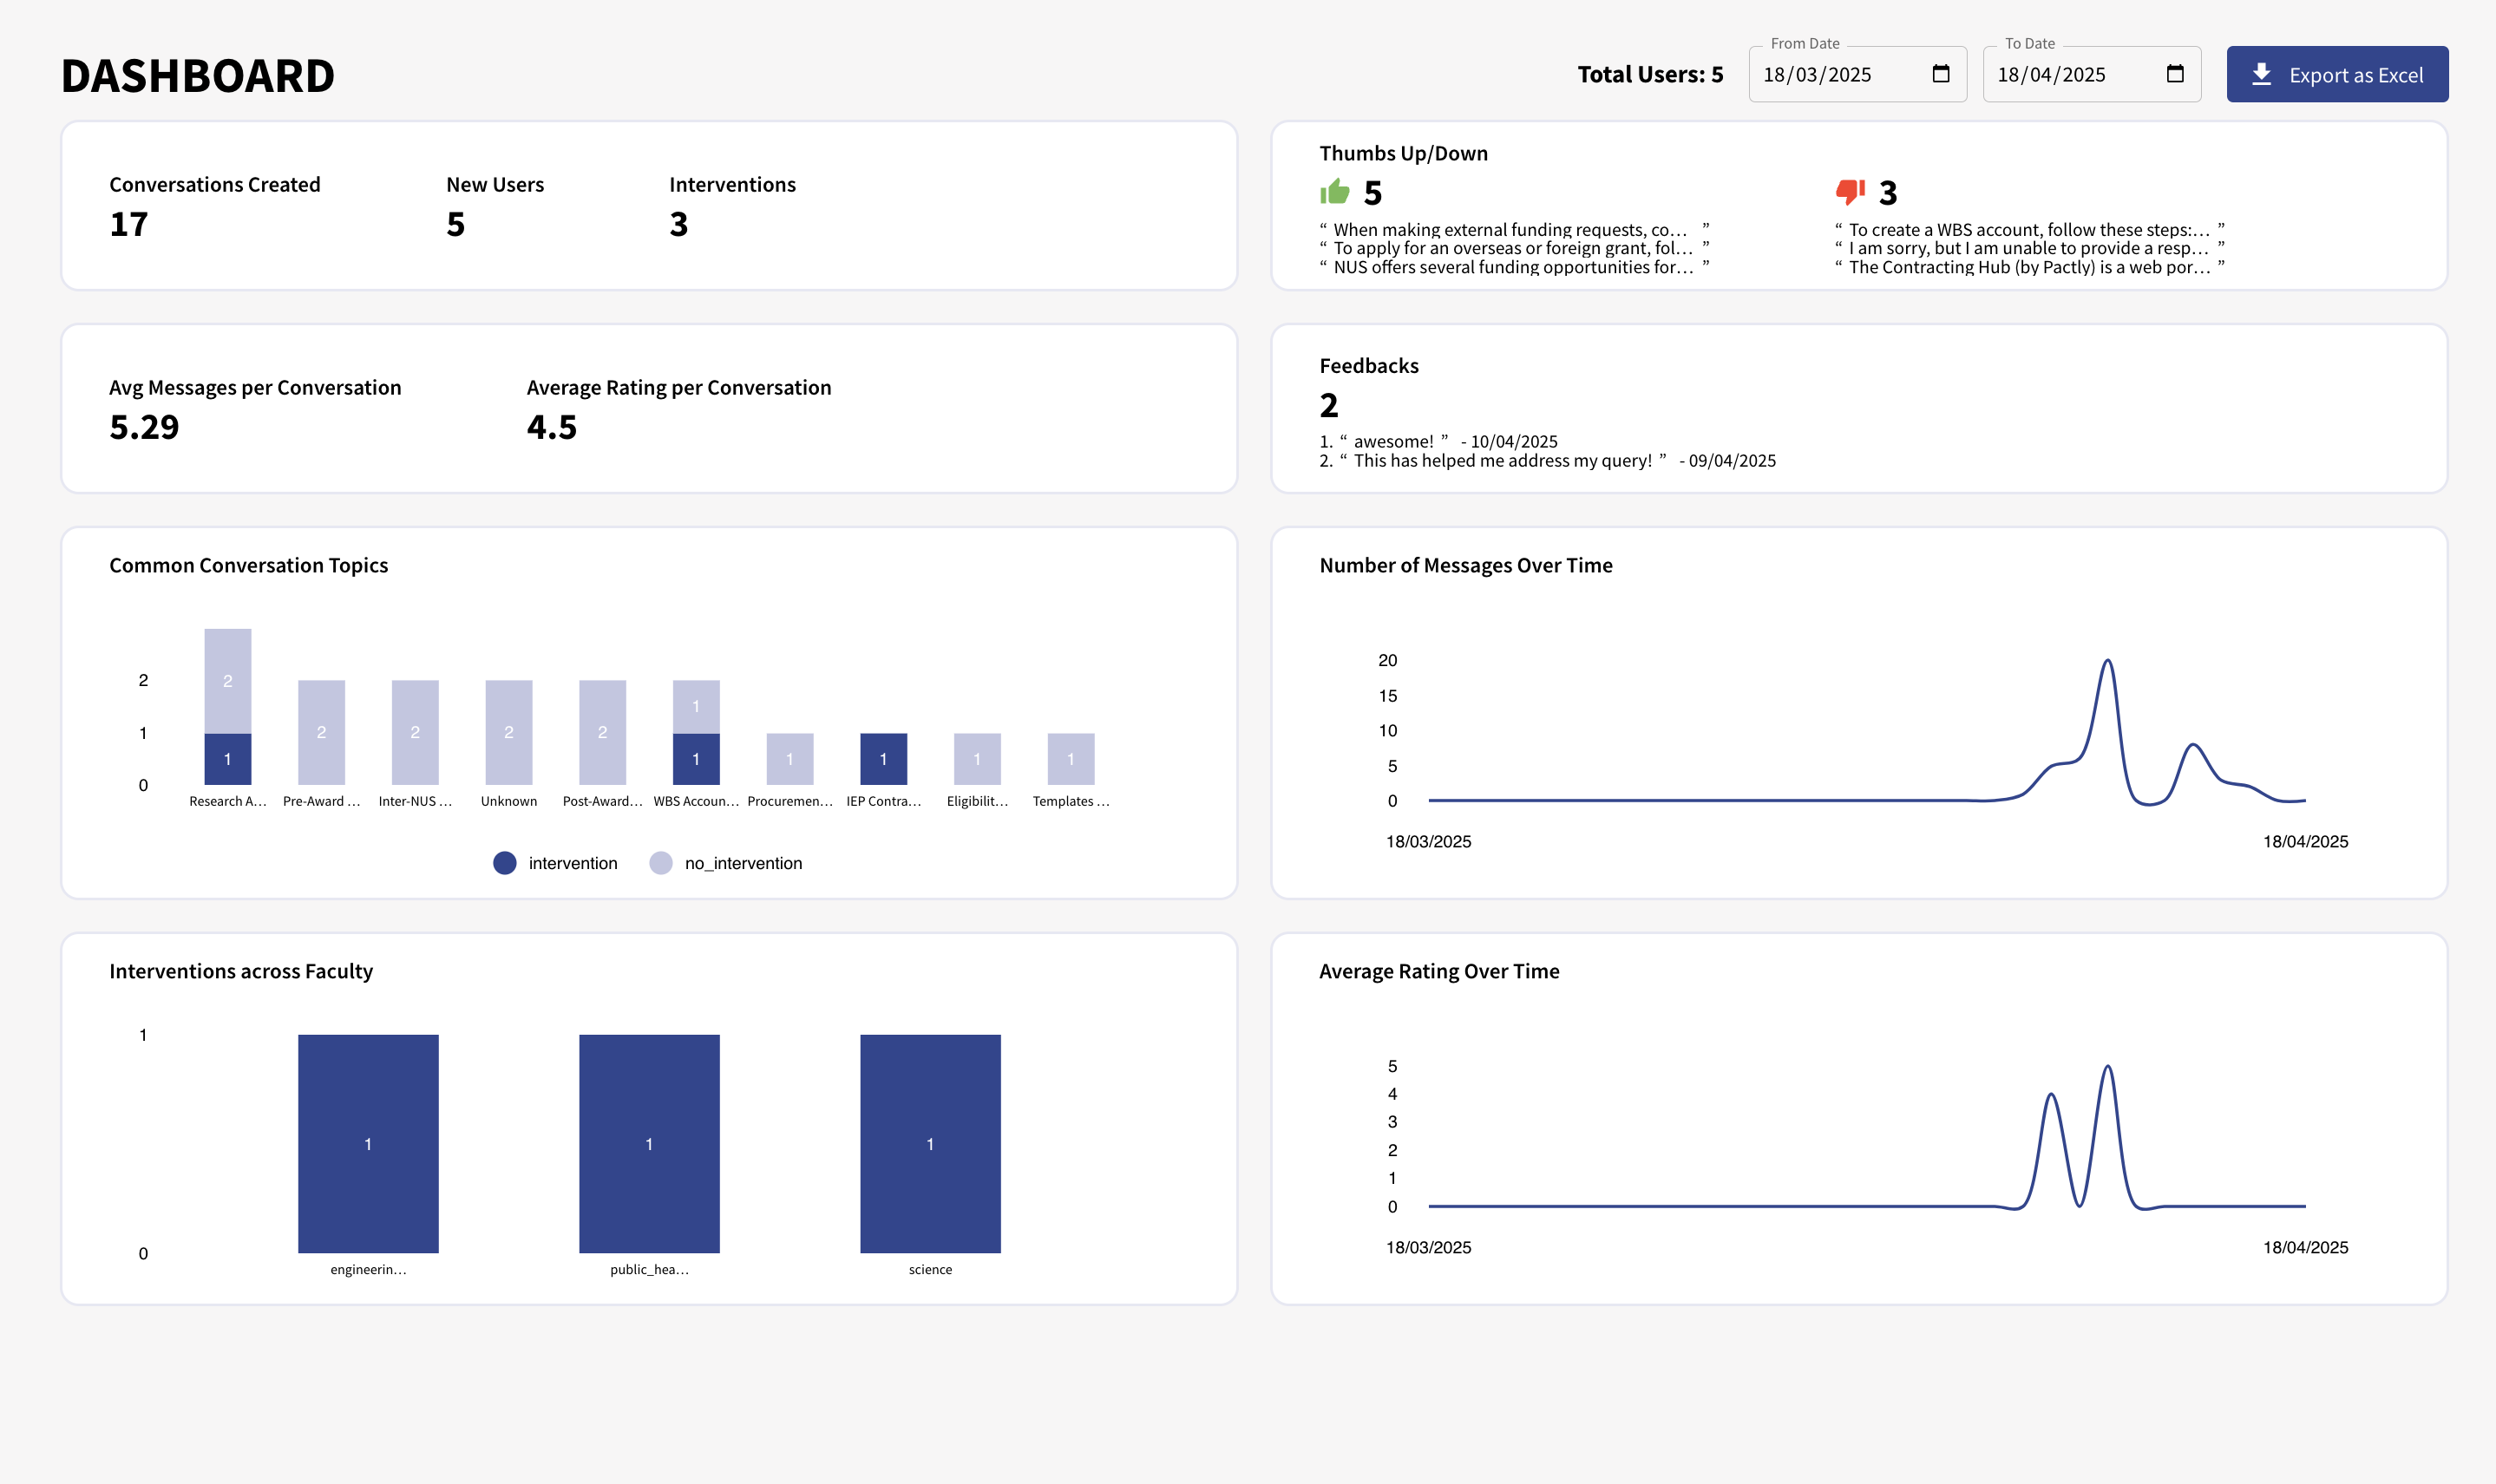 DASHBOARD
Total Users: 5
From Date
18/03/2025
To Date
18/04/2025
Export as Excel
Conversations Created
17
New Users
5
Interventions
3
Thumbs Up/Down
5
“ When making external funding requests, co... ”
“ To apply for an overseas or foreign grant, fol... ”
“ NUS offers several funding opportunities for... ”
3
“ To create a WBS account, follow these steps:... ”
“ I am sorry, but I am unable to provide a resp... ”
“ The Contracting Hub (by Pactly) is a web por... ”
Avg Messages per Conversation
5.29
Average Rating per Conversation
4.5
Feedbacks
2
1. “ awesome! ” - 10/04/2025
2. “ This has helped me address my query! ” - 09/04/2025
Common Conversation Topics
2
1
0
2
1
2
2
2
2
1
1
1
1
1
1
Research A...
Pre-Award ...
Inter-NUS ...
Unknown
Post-Award...
WBS Accoun...
Procuremen...
IEP Contra...
Eligibilit...
Templates ...
intervention
no_intervention
Number of Messages Over Time
20
15
10
5
0
18/03/2025
18/04/2025
Interventions across Faculty
1
0
1
1
1
engineerin...
public_hea...
science
Average Rating Over Time
5
4
3
2
1
0
18/03/2025
18/04/2025